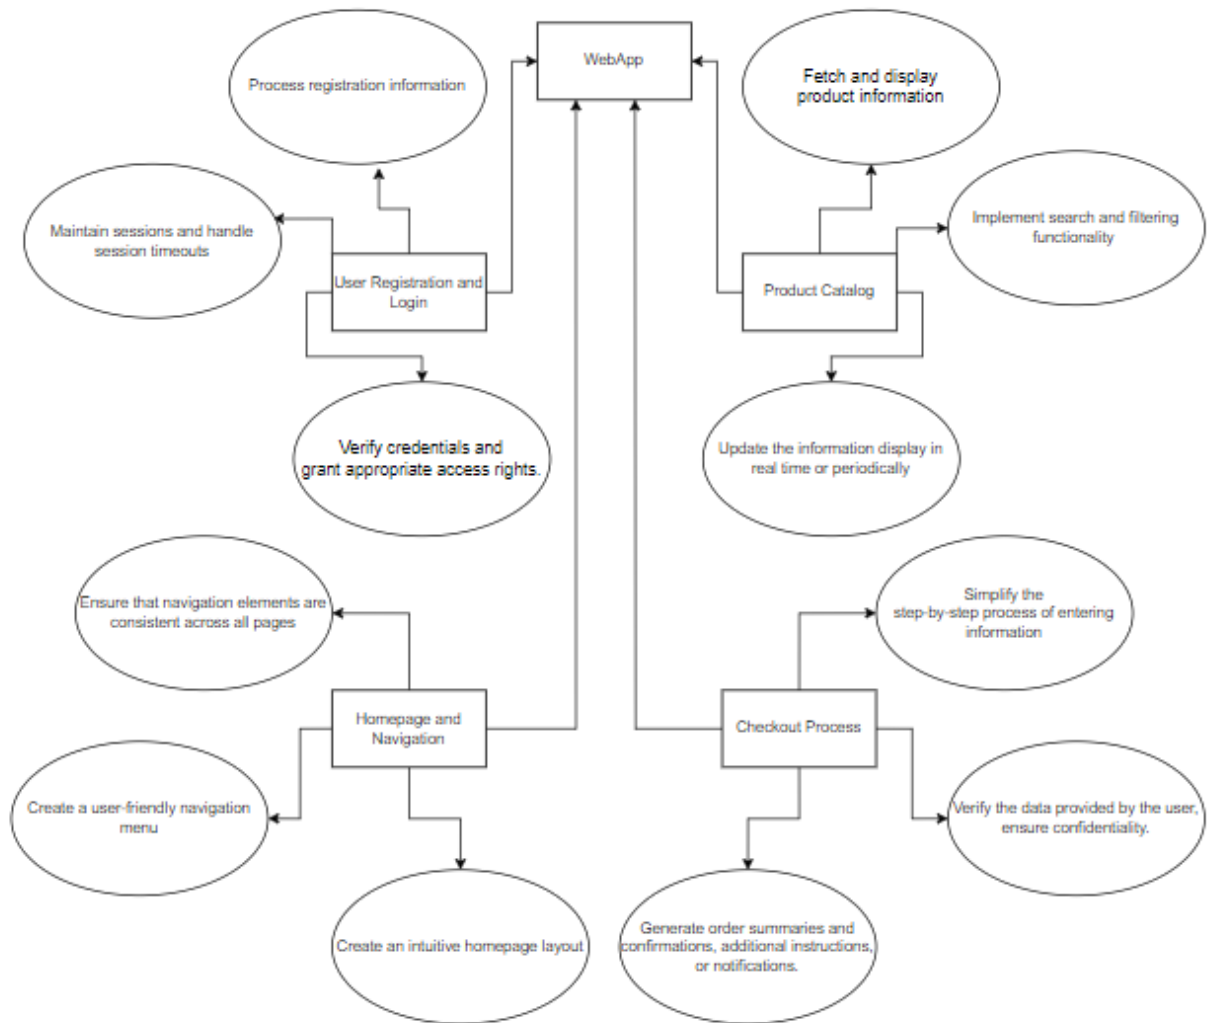 WebApp
Process registration information
Fetch and display
product information
Maintain sessions and handle
session timeouts
Implement search and filtering
functionality
User Registration and
Login
Product Catalog
Verify credentials and
grant appropriate access rights.
Update the information display in
real time or periodically
Ensure that navigation elements are
consistent across all pages
Simplify the
step-by-step process of entering
information
Homepage and
Navigation
Checkout Process
Create a user-friendly navigation
menu
Verify the data provided by the user,
ensure confidentiality.
Create an intuitive homepage layout
Generate order summaries and
confirmations, additional instructions,
or notifications.